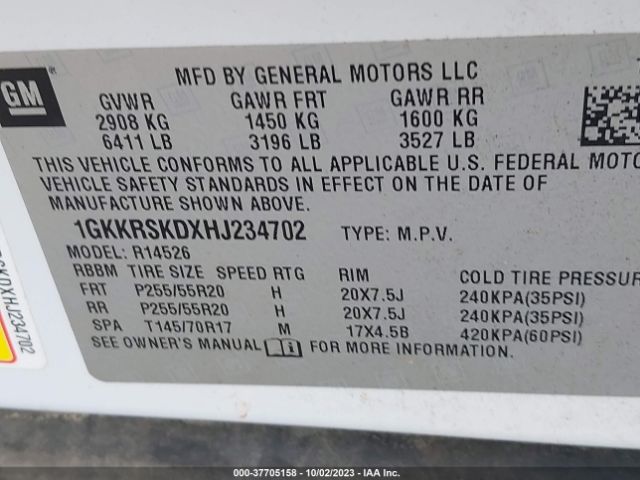 GM
MFD BY GENERAL MOTORS LLC
GVWR GAWR FRT GAWR RR
2908 KG 1450 KG 1600 KG
6411 LB 3196 LB 3527 LB
THIS VEHICLE CONFORMS TO ALL APPLICABLE U.S. FEDERAL MOTO
VEHICLE SAFETY STANDARDS IN EFFECT ON THE DATE OF
MANUFACTURE SHOWN ABOVE.
1GKKRSKDXHJ234702 TYPE: M.P.V.
MODEL: R14526
RBBM TIRE SIZE SPEED RTG RIM COLD TIRE PRESSUR
FRT P255/55R20 H 20X7.5J 240KPA(35PSI)
RR P255/55R20 H 20X7.5J 240KPA(35PSI)
SPA T145/70R17 M 17X4.5B 420KPA(60PSI)
SEE OWNER'S MANUAL FOR MORE INFORMATION.
SKDXHJ234702
000-37705158 - 10/02/2023 - IAA Inc.